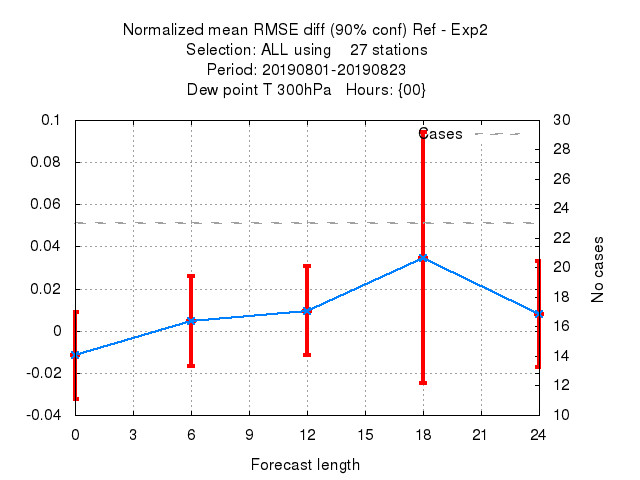 Normalized mean RMSE diff (90% conf) Ref - Exp2
Selection: ALL using 27 stations
Period: 20190801-20190823
Dew point T 300hPa Hours: {00}
Cases
0.1
0.08
0.06
0.04
0.02
0
-0.02
-0.04
30
28
26
24
22
20
18
16
14
12
10
No cases
0 3 6 9 12 15 18 21 24
Forecast length